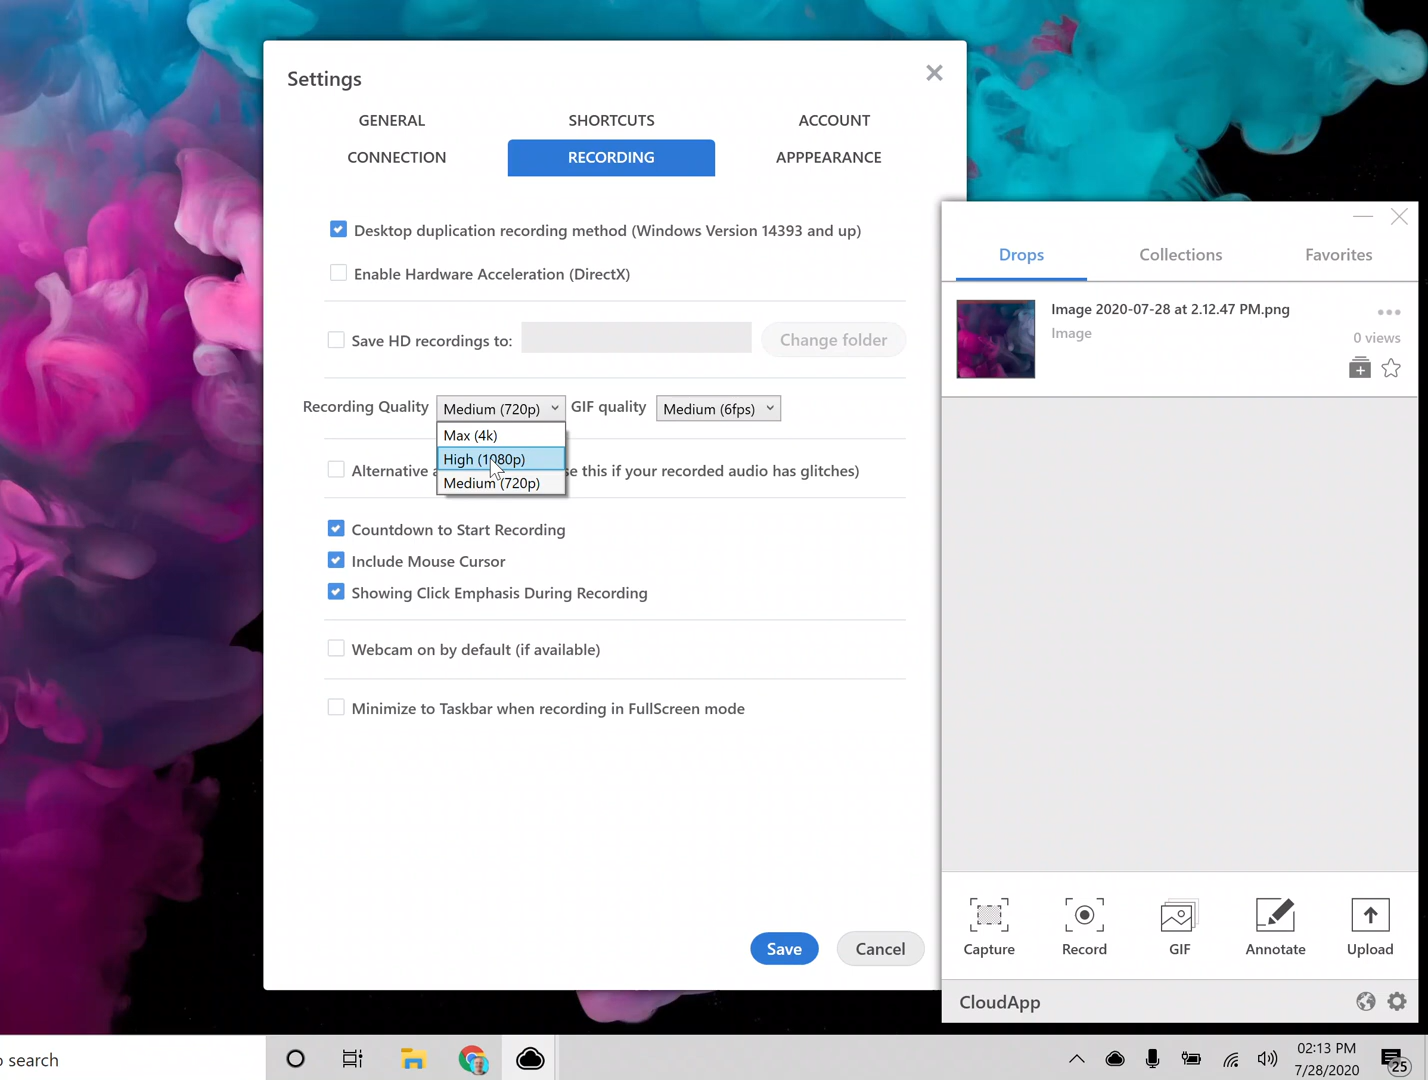 Settings
GENERAL SHORTCUTS ACCOUNT
CONNECTION RECORDING APPPEARANCE
Desktop duplication recording method (Windows Version 14393 and up)
Enable Hardware Acceleration (DirectX)
Save HD recordings to: Change folder
Recording Quality Medium (720p) GIF quality Medium (6fps)
Max (4k)
High (1080p)
Medium (720p)
Alternative a se this if your recorded audio has glitches)
Countdown to Start Recording
Include Mouse Cursor
Showing Click Emphasis During Recording
Webcam on by default (if available)
Minimize to Taskbar when recording in FullScreen mode
Save Cancel
Drops Collections Favorites
Image 2020-07-28 at 2.12.47 PM.png
Image
0 views
Capture Record GIF Annotate Upload
CloudApp
search
02:13 PM
7/28/2020
25